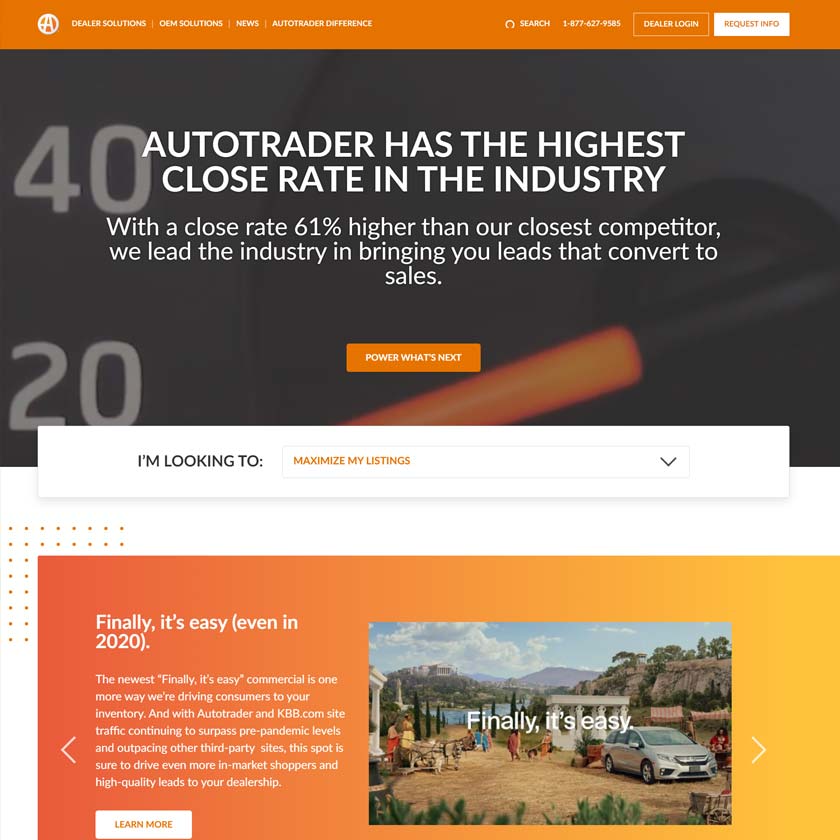 DEALER SOLUTIONS | OEM SOLUTIONS | NEWS | AUTOTRADER DIFFERENCE
SEARCH
1-877-627-9585
DEALER LOGIN
REQUEST INFO
40
20
AUTOTRADER HAS THE HIGHEST
CLOSE RATE IN THE INDUSTRY
With a close rate 61% higher than our closest competitor,
we lead the industry in bringing you leads that convert to
sales.
POWER WHAT'S NEXT
I'M LOOKING TO:
MAXIMIZE MY LISTINGS
Finally, it's easy (even in
2020).
The newest “Finally, it's easy” commercial is one
more way we're driving consumers to your
inventory. And with Autotrader and KBB.com site
traffic continuing to surpass pre-pandemic levels
and outpacing other third-party sites, this spot is
sure to drive even more in-market shoppers and
high-quality leads to your dealership.
LEARN MORE
Finally, it's easy.